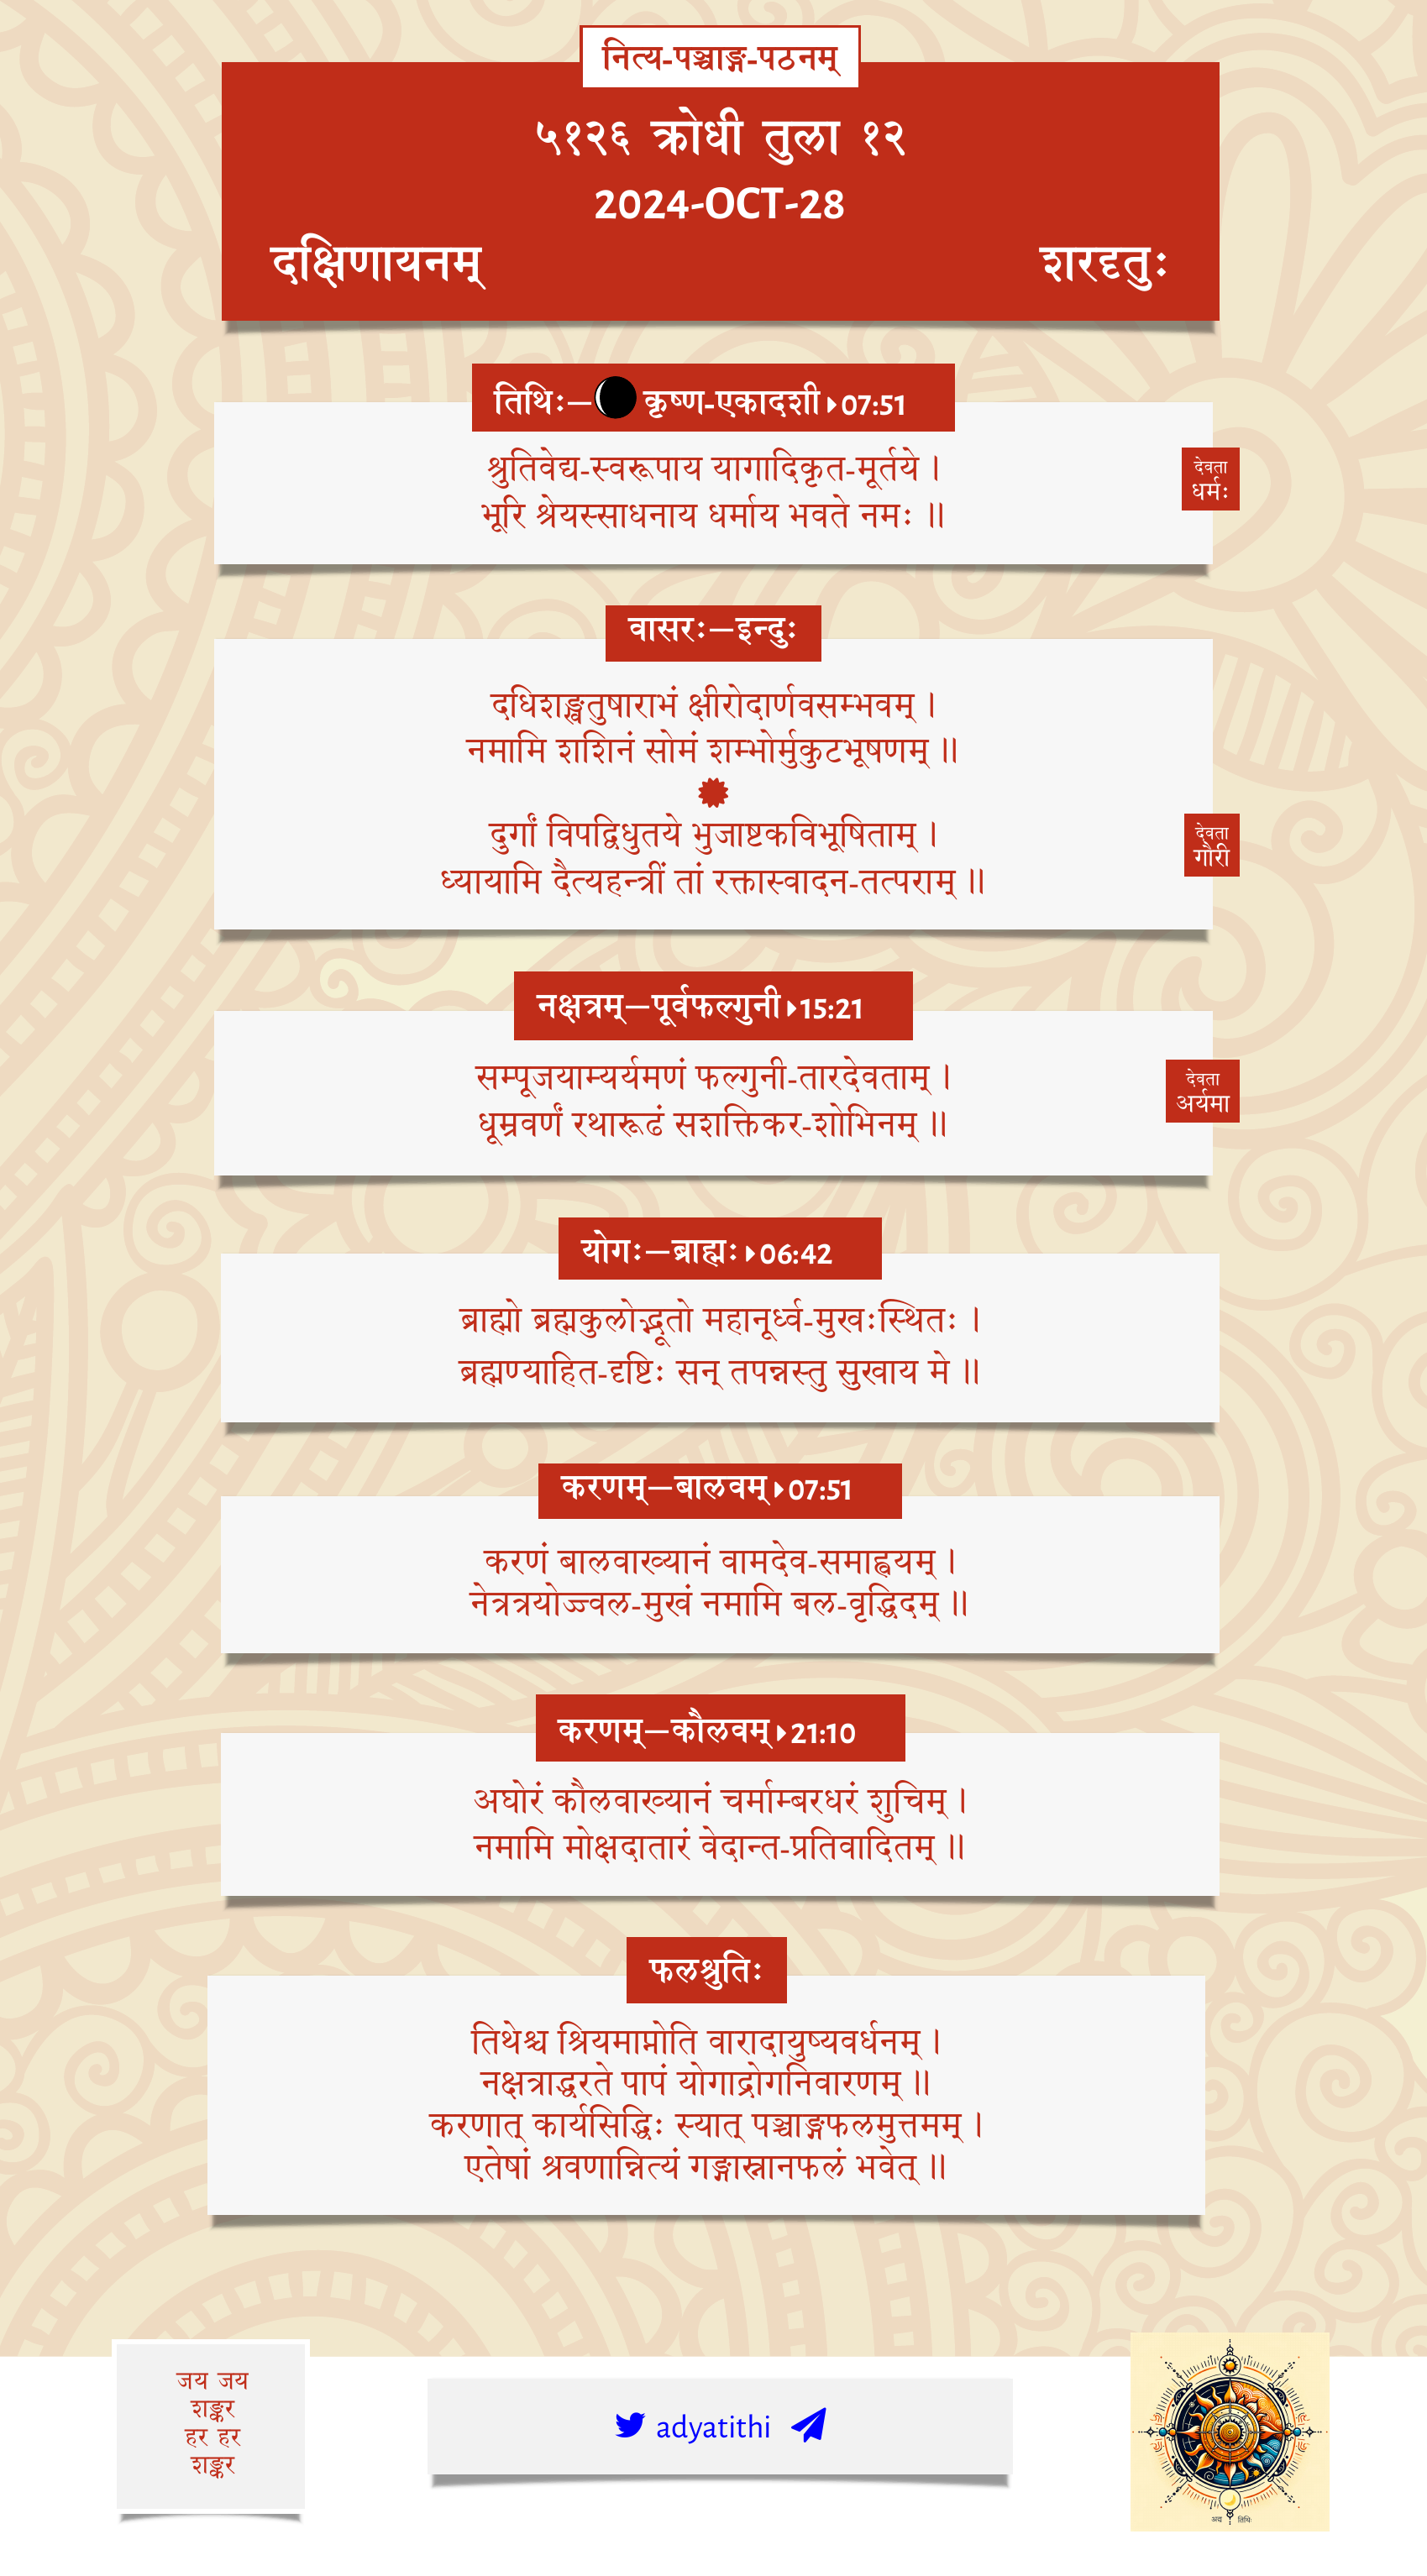 नित्य-पञ्चाङ्ग-पठनम्
५१२६ क्रोधी तुला १२
2024-OCT-28
दक्षिणायनम् शरदृतुः
तिथिः—कृष्ण-एकादशी 07:51
श्रुतिवेद्य-स्वरूपाय यागादिकृत-मूर्तये ।
भूरि श्रेयस्साधनाय धर्माय भवते नमः ॥
देवता
धर्मः
वासरः—इन्दुः
दधिशङ्खतुषाराभं क्षीरोदार्णवसम्भवम् ।
नमामि शशिनं सोमं शम्भोर्मुकुटभूषणम् ॥
दुर्गां विपद्विधुतये भुजाष्टकविभूषिताम् ।
ध्यायामि दैत्यहन्त्रीं तां रक्तास्वादन-तत्पराम् ॥
देवता
गौरी
नक्षत्रम्—पूर्वफल्गुनी 15:21
सम्पूजयाम्यर्यमणं फल्गुनी-तारदेवताम् ।
धूम्रवर्णं रथारूढं सशक्तिकर-शोभिनम् ॥
देवता
अर्यमा
योगः—ब्राह्मः 06:42
ब्राह्मो ब्रह्मकुलोद्भूतो महानूर्ध्व-मुखःस्थितः ।
ब्रह्मण्याहित-दृष्टिः सन् तपन्नस्तु सुखाय मे ॥
करणम्—बालवम् 07:51
करणं बालवाख्यानं वामदेव-समाह्वयम् ।
नेत्रत्रयोज्ज्वल-मुखं नमामि बल-वृद्धिदम् ॥
करणम्—कौलवम् 21:10
अघोरं कौलवाख्यानं चर्माम्बरधरं शुचिम् ।
नमामि मोक्षदातारं वेदान्त-प्रतिवादितम् ॥
फलश्रुतिः
तिथेश्च श्रियमाप्नोति वारादायुष्यवर्धनम् ।
नक्षत्राद्धरते पापं योगाद्रोगनिवारणम् ॥
करणात् कार्यसिद्धिः स्यात् पञ्चाङ्गफलमुत्तमम् ।
एतेषां श्रवणान्नित्यं गङ्गास्नानफलं भवेत् ॥
जय जय
शङ्कर
हर हर
शङ्कर
adyatithi
अद्य तिथिः